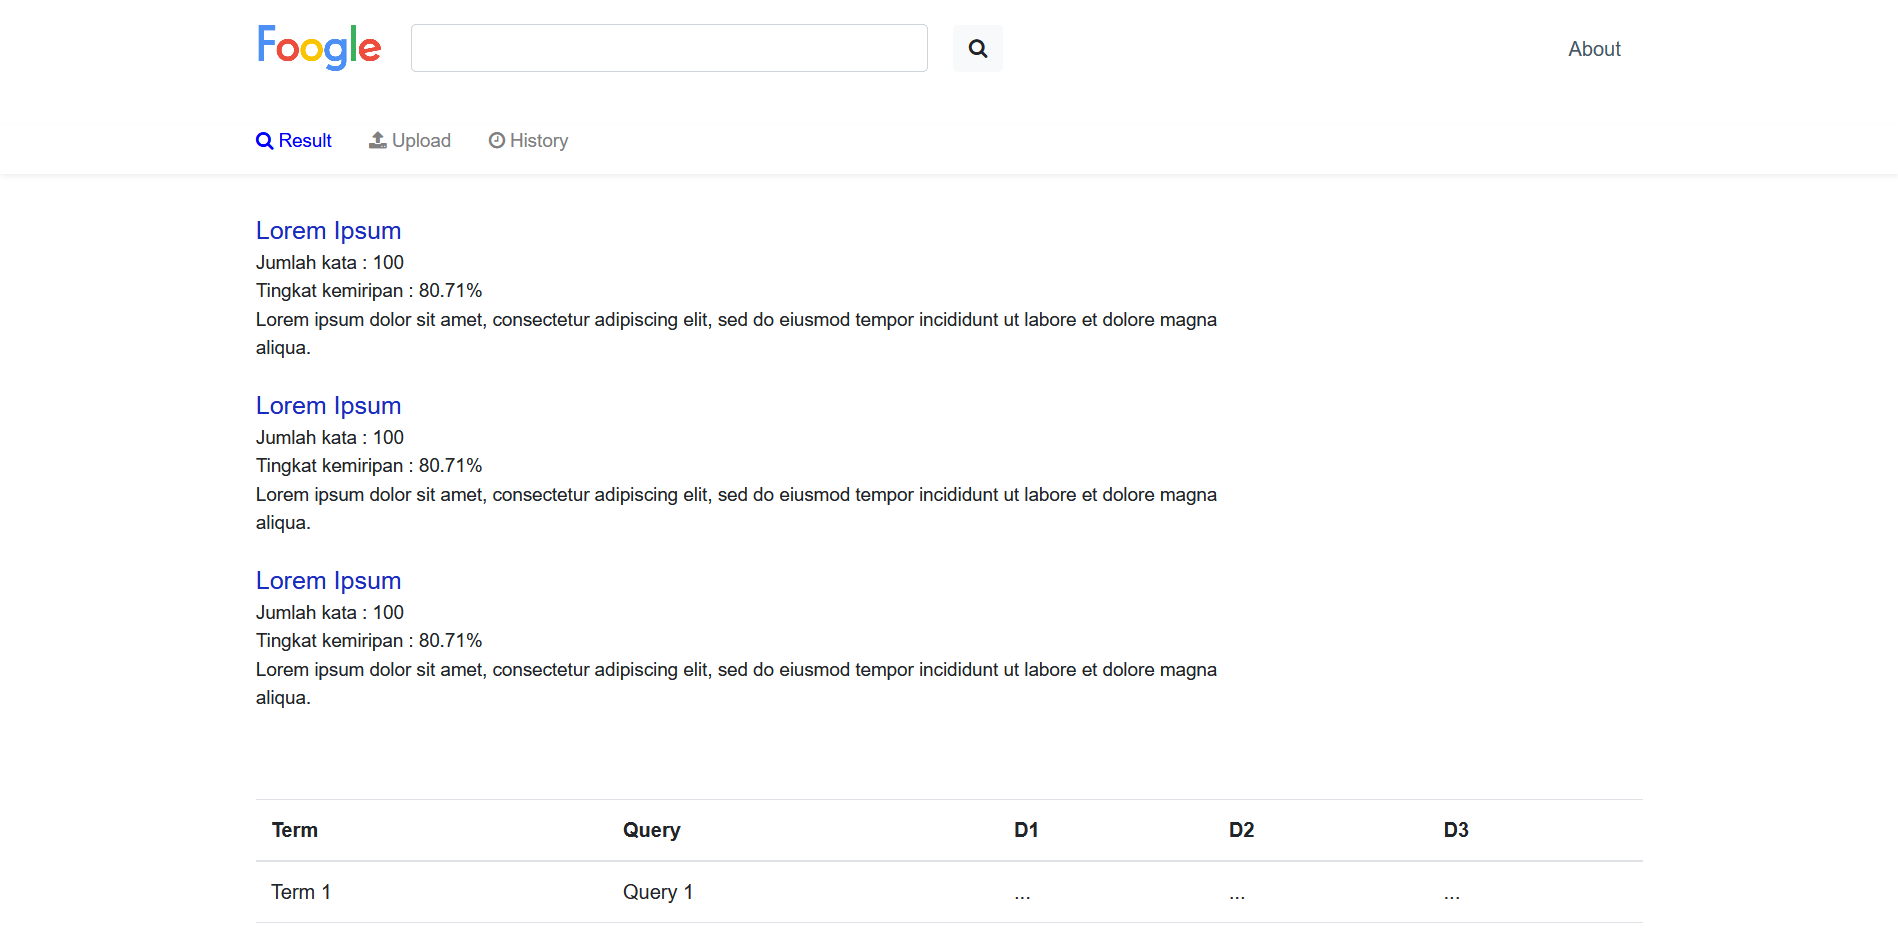 Foogle
About
Result Upload History
Lorem Ipsum
Jumlah kata : 100
Tingkat kemiripan : 80.71%
Lorem ipsum dolor sit amet, consectetur adipiscing elit, sed do eiusmod tempor incididunt ut labore et dolore magna
aliqua.
Lorem Ipsum
Jumlah kata : 100
Tingkat kemiripan : 80.71%
Lorem ipsum dolor sit amet, consectetur adipiscing elit, sed do eiusmod tempor incididunt ut labore et dolore magna
aliqua.
Lorem Ipsum
Jumlah kata : 100
Tingkat kemiripan : 80.71%
Lorem ipsum dolor sit amet, consectetur adipiscing elit, sed do eiusmod tempor incididunt ut labore et dolore magna
aliqua.
Term Query D1 D2 D3
Term 1 Query 1 ... ... ...